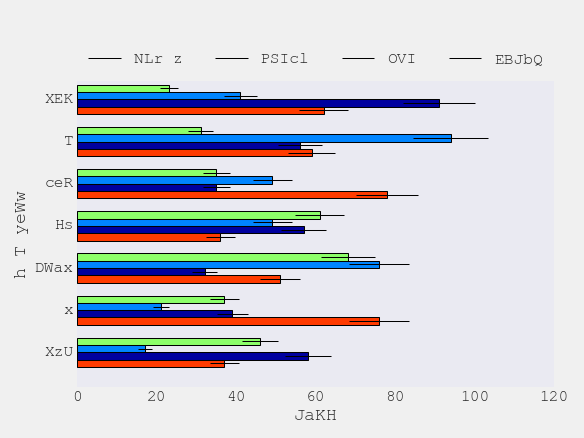 NLr z PSIcl OVI EBJbQ
XEK
T
ceR
Hs
DWax
x
XzU
h T yeWw
0 20 40 60 80 100 120
JaKH